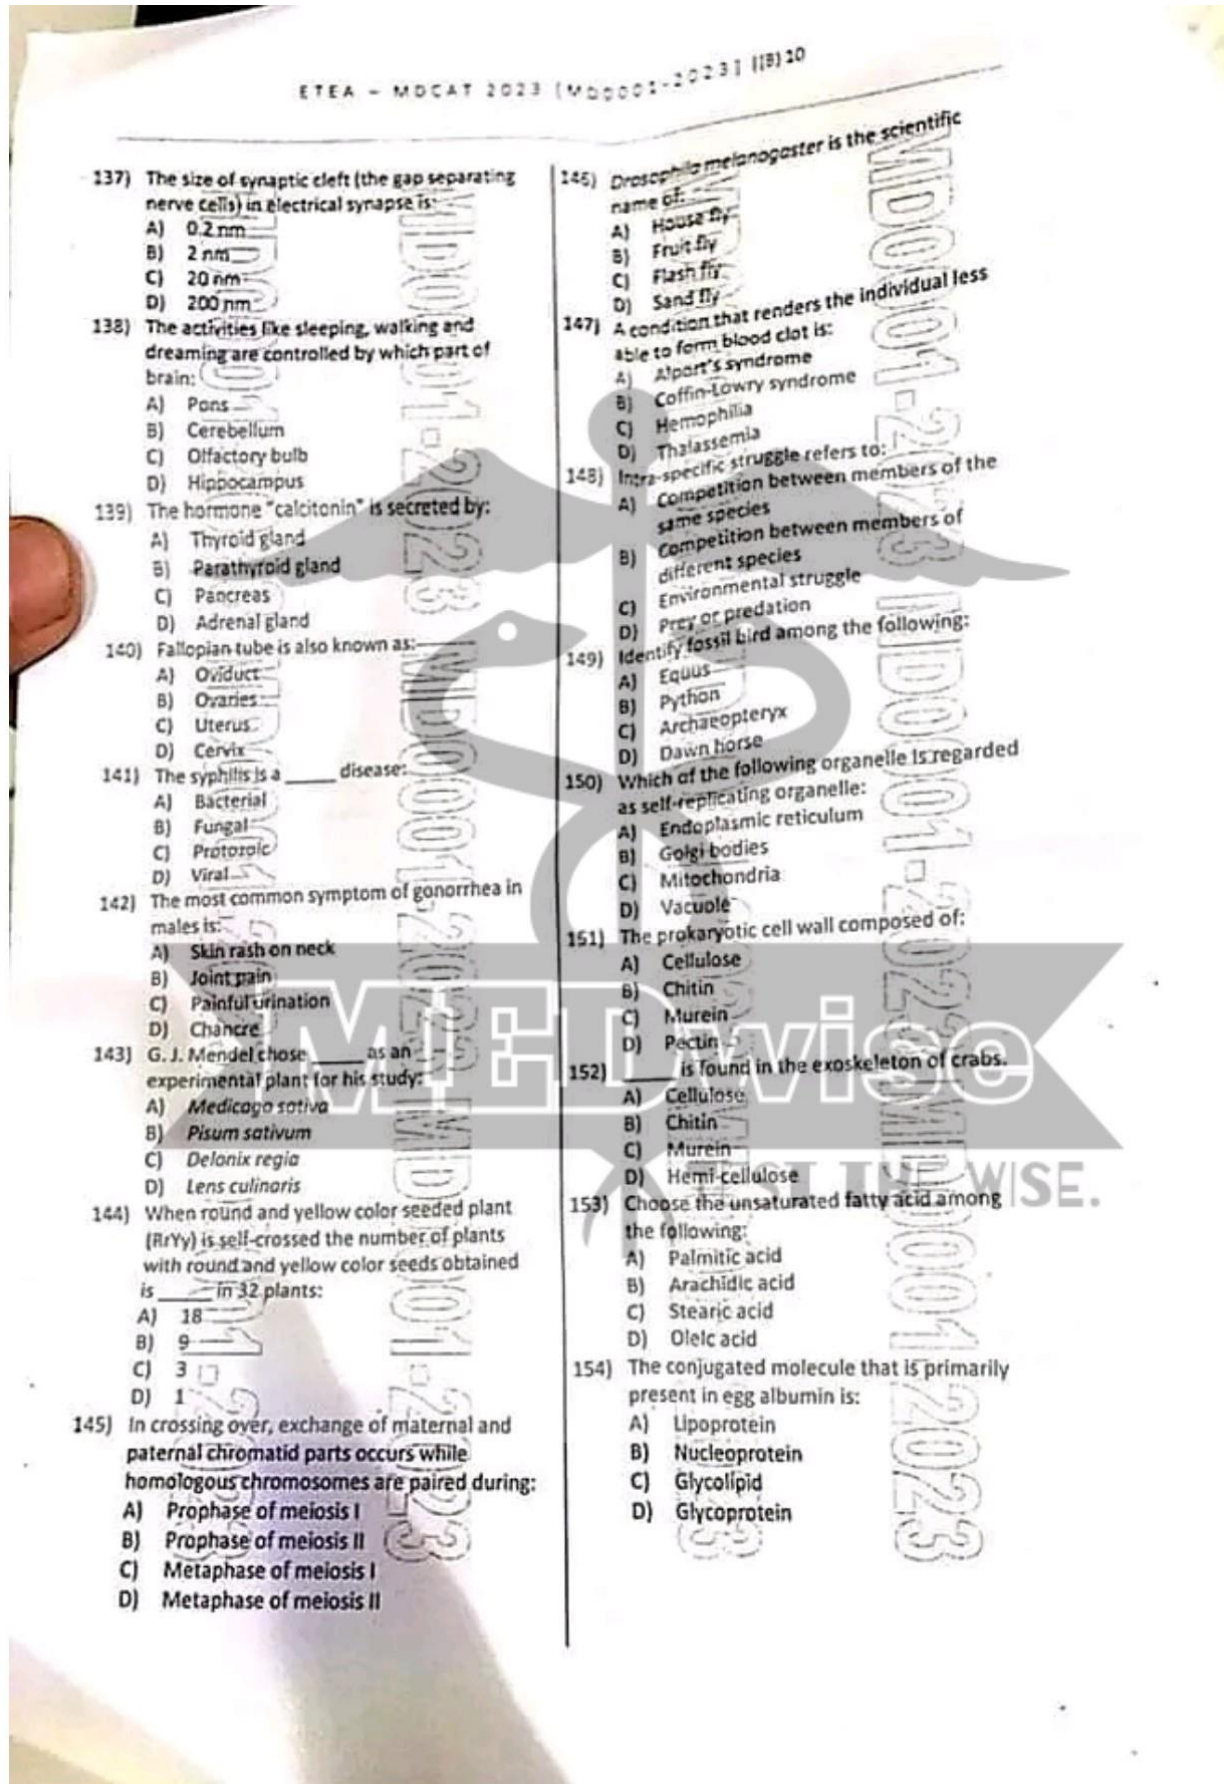 ETEA - MDCAT 2023
137) The size of synaptic cleft (the gap separating
nerve cells) in electrical synapse is:
A) 0.2 nm
B) 2 nm
C) 20 nm
D) 200 nm
138) The activities like sleeping, walking and
dreaming are controlled by which part of
brain:
A) Pons
B) Cerebellum
C) Olfactory bulb
D) Hippocampus
139) The hormone "calcitonin" is secreted by:
A) Thyroid gland
B) Parathyroid gland
C) Pancreas
D) Adrenal gland
140) Fallopian tube is also known as:
A) Oviduct
B) Ovaries
C) Uterus
D) Cervix
141) The syphilis is a _____ disease:
A) Bacterial
B) Fungal
C) Protozoic
D) Viral
142) The most common symptom of gonorrhea in
males is:
A) Skin rash on neck
B) Joint pain
C) Painful urination
D) Chancre
143) G. J. Mendel chose _____ as an
experimental plant for his study:
A) Medicago sativa
B) Pisum sativum
C) Delonix regia
D) Lens culinaris
144) When round and yellow color seeded plant
(RrYy) is self-crossed the number of plants
with round and yellow color seeds obtained
is _____ in 32 plants:
A) 18
B) 9
C) 3
D) 1
145) In crossing over, exchange of maternal and
paternal chromatid parts occurs while
homologous chromosomes are paired during:
A) Prophase of meiosis I
B) Prophase of meiosis II
C) Metaphase of meiosis I
D) Metaphase of meiosis II
146) Drosophila melanogaster is the scientific
name of:
A) House fly
B) Fruit fly
C) Flash fly
D) Sand fly
147) A condition that renders the individual less
able to form blood clot is:
A) Alport's syndrome
B) Coffin-Lowry syndrome
C) Hemophilia
D) Thalassemia
148) Intra-specific struggle refers to:
A) Competition between members of the
same species
B) Competition between members of
different species
C) Environmental struggle
D) Prey or predation
149) Identify fossil bird among the following:
A) Equus
B) Python
C) Archaeopteryx
D) Dawn horse
150) Which of the following organelle is regarded
as self-replicating organelle:
A) Endoplasmic reticulum
B) Golgi bodies
C) Mitochondria
D) Vacuole
151) The prokaryotic cell wall composed of:
A) Cellulose
B) Chitin
C) Murein
D) Pectin
152) _____ is found in the exoskeleton of crabs.
A) Cellulose
B) Chitin
C) Murein
D) Hemi-cellulose
153) Choose the unsaturated fatty acid among
the following:
A) Palmitic acid
B) Arachidic acid
C) Stearic acid
D) Oleic acid
154) The conjugated molecule that is primarily
present in egg albumin is:
A) Lipoprotein
B) Nucleoprotein
C) Glycolipid
D) Glycoprotein
MEDwise
THE WISE.